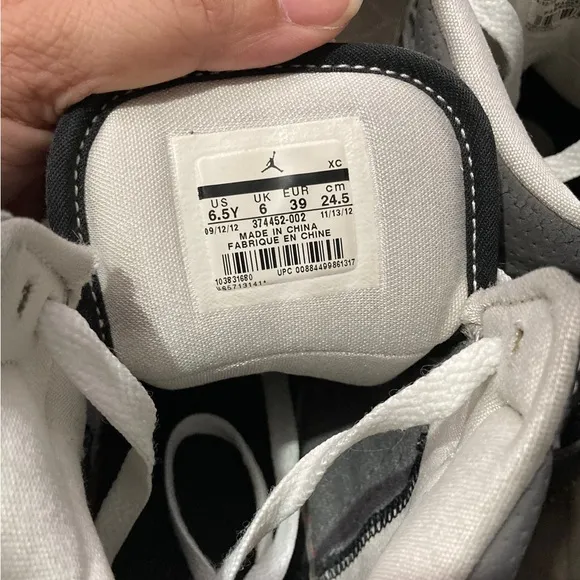 XC
US UK EUR cm
6.5Y 6 39 24.5
09/12/12 374452-002 11/13/12
MADE IN CHINA
FABRIQUE EN CHINE
103831680 UPC 00884499861317